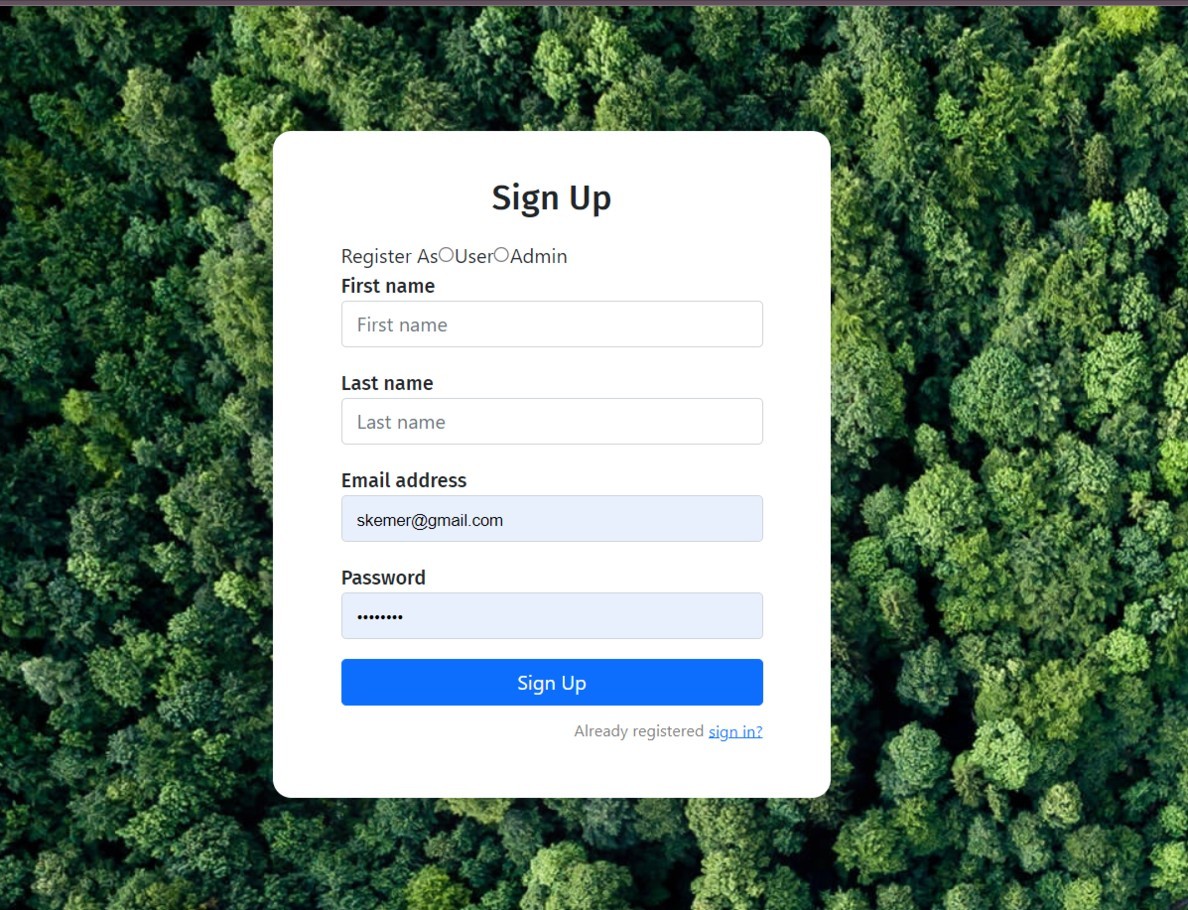 Sign Up
Register As User Admin
First name
First name
Last name
Last name
Email address
skemer@gmail.com
Password
••••••••
Sign Up
Already registered sign in?